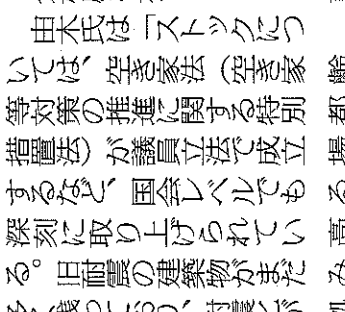 由木氏は「ストックにつ
いては、空き家法（空き家
等対策の推進に関する特別
措置法）が議員立法で成立
するなど、国会レベルでも
深刻に取り上げられてい
る。旧耐震の建築物がまだ